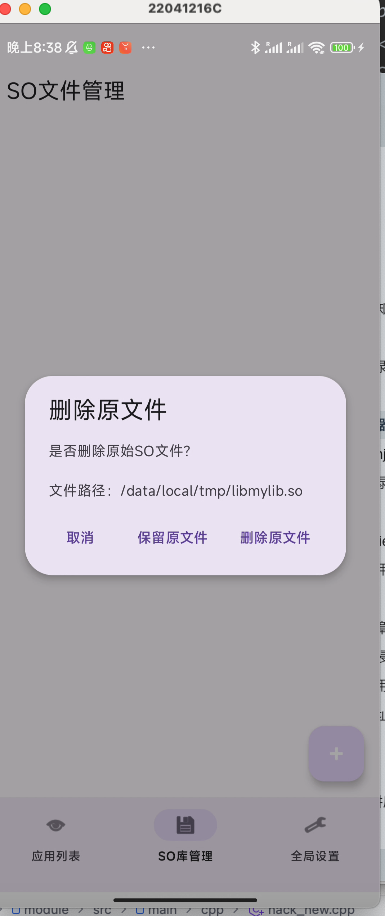 22041216C
晚上8:38
100
SO文件管理
删除原文件
是否删除原始SO文件？
文件路径：/data/local/tmp/libmylib.so
取消 保留原文件 删除原文件
+
应用列表 SO库管理 全局设置
module > src > main > cpp > hack_new.cpp